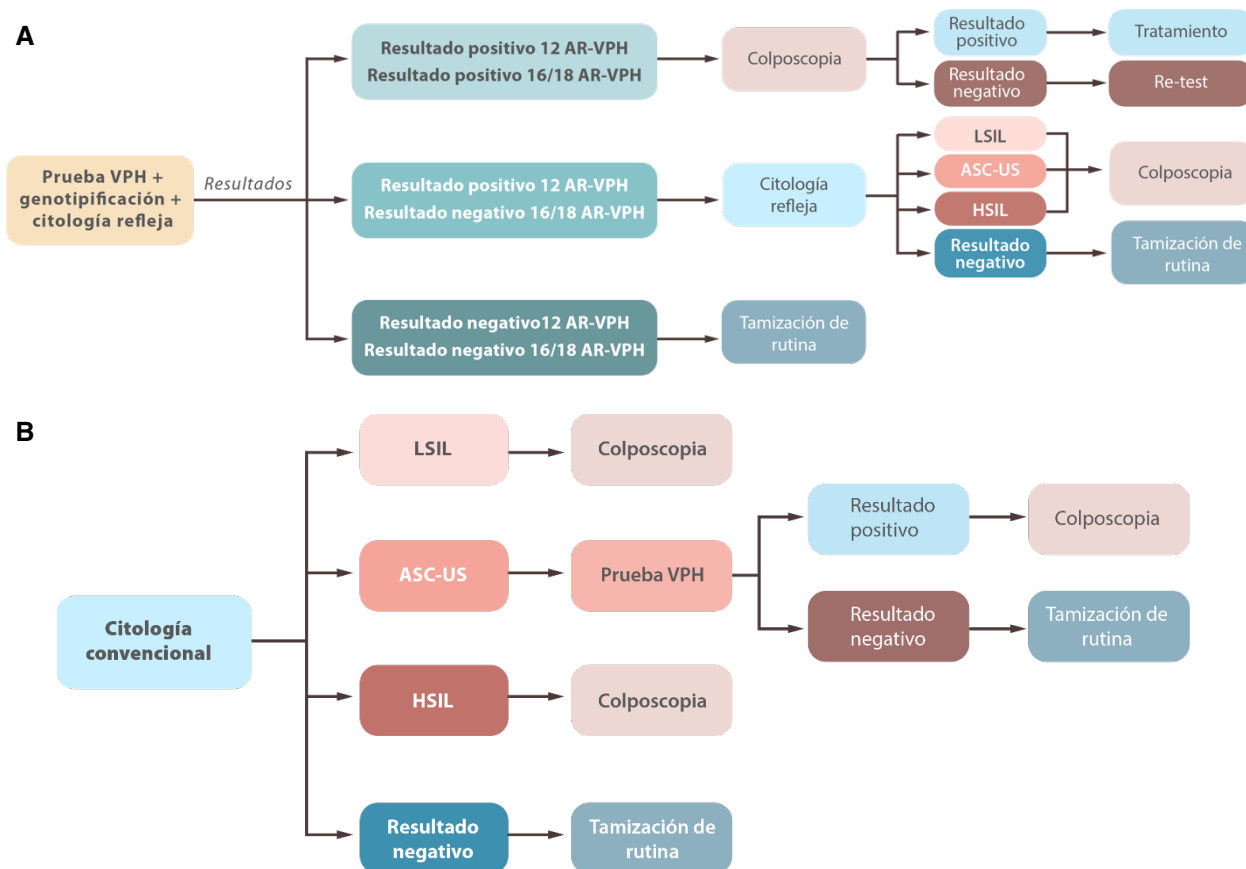 A
Prueba VPH +
genotipificación +
citología refleja
Resultados
Resultado positivo 12 AR-VPH
Resultado positivo 16/18 AR-VPH
Colposcopia
Resultado
positivo
Tratamiento
Resultado
negativo
Re-test
Resultado positivo 12 AR-VPH
Resultado negativo 16/18 AR-VPH
Citología
refleja
LSIL
ASC-US
HSIL
Colposcopia
Resultado
negativo
Tamización de
rutina
Resultado negativo12 AR-VPH
Resultado negativo 16/18 AR-VPH
Tamización de
rutina
B
Citología
convencional
LSIL
Colposcopia
ASC-US
Prueba VPH
Resultado
positivo
Colposcopia
Resultado
negativo
Tamización de
rutina
HSIL
Colposcopia
Resultado
negativo
Tamización de
rutina